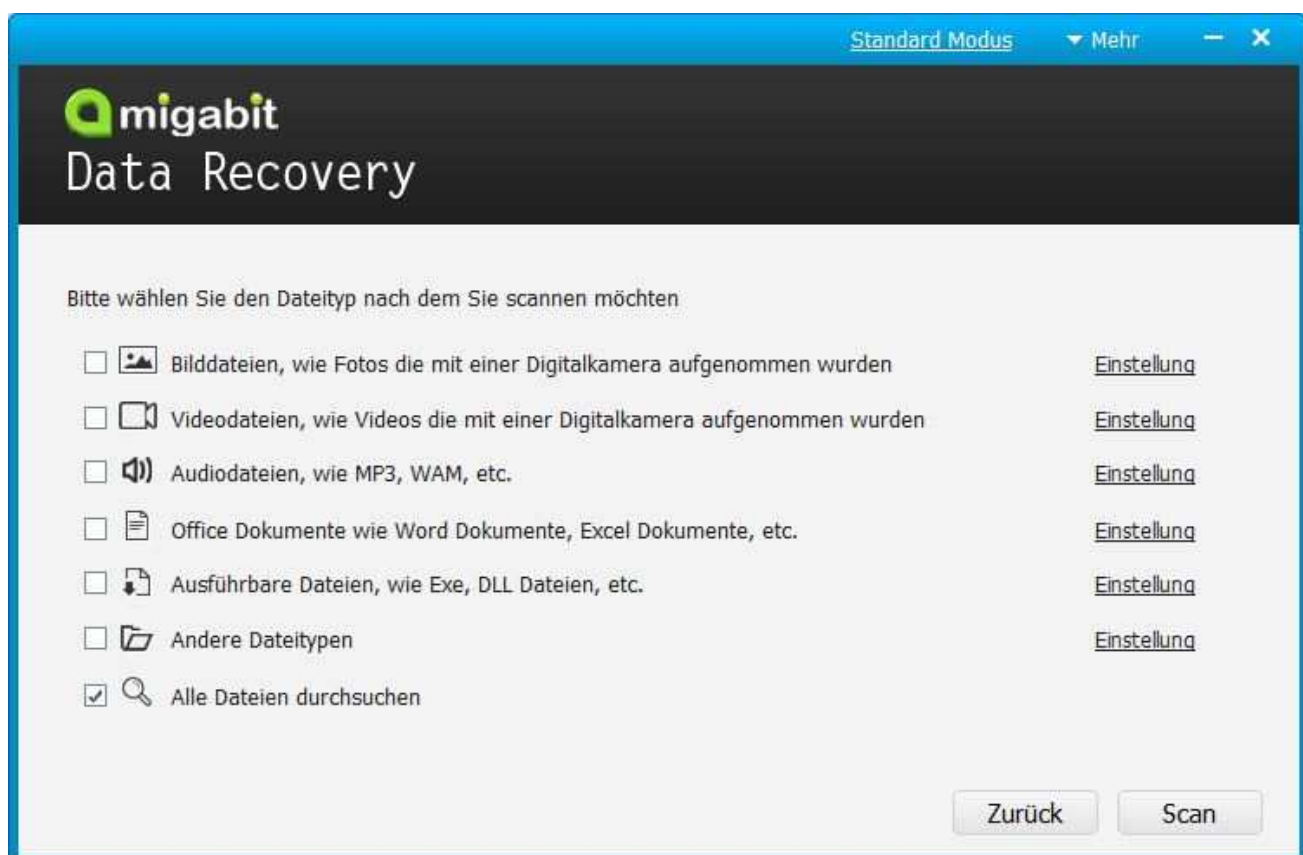 Standard Modus Mehr
amigabit
Data Recovery
Bitte wählen Sie den Dateityp nach dem Sie scannen möchten
Bilddateien, wie Fotos die mit einer Digitalkamera aufgenommen wurden Einstellung
Videodateien, wie Videos die mit einer Digitalkamera aufgenommen wurden Einstellung
Audiodateien, wie MP3, WAM, etc. Einstellung
Office Dokumente wie Word Dokumente, Excel Dokumente, etc. Einstellung
Ausführbare Dateien, wie Exe, DLL Dateien, etc. Einstellung
Andere Dateitypen Einstellung
Alle Dateien durchsuchen
Zurück Scan